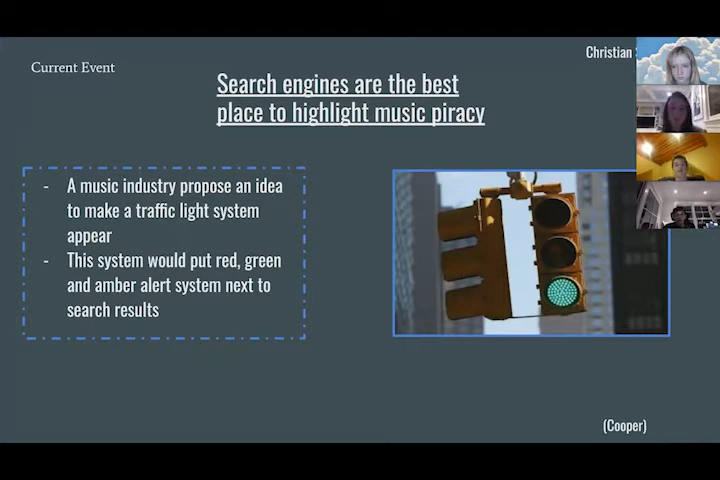 Current Event
Christian
Search engines are the best
place to highlight music piracy
- A music industry propose an idea
to make a traffic light system
appear
- This system would put red, green
and amber alert system next to
search results
(Cooper)